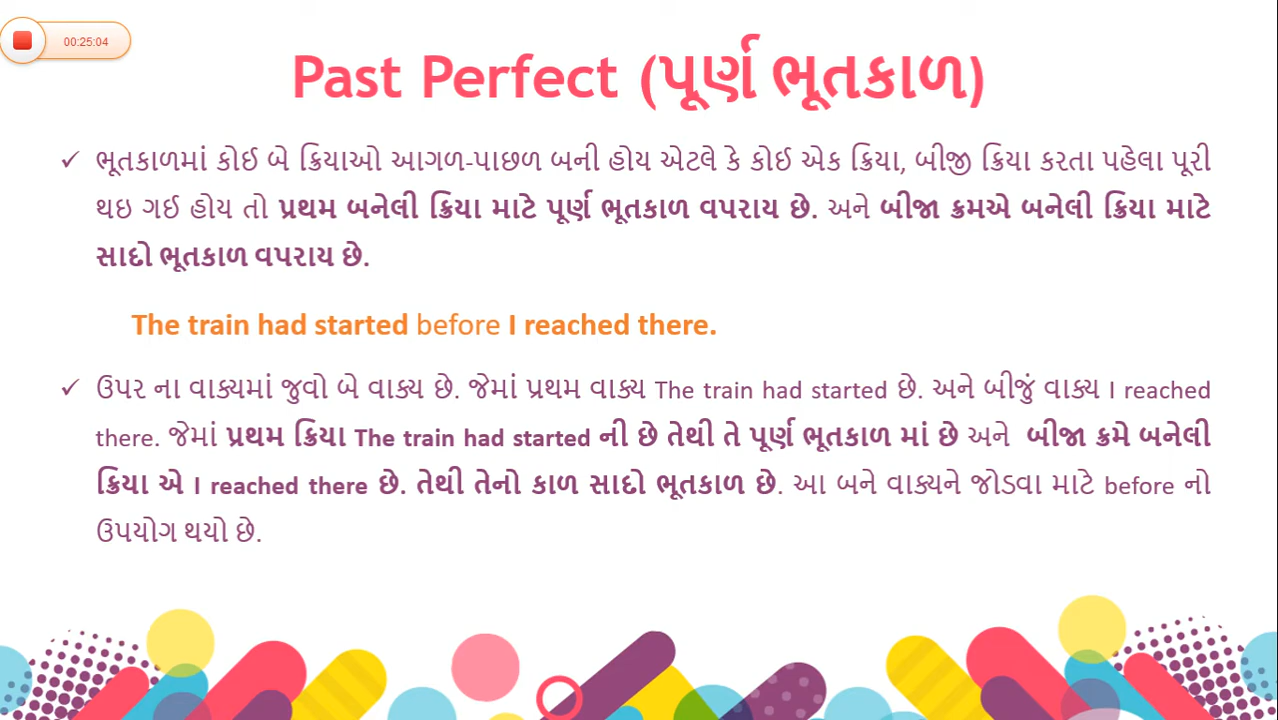 00:25:04
Past Perfect (પૂર્ણ ભૂતકાળ)
✓ ભૂતકાળમાં કોઈ બે ક્રિયાઓ આગળ-પાછળ બની હોય એટલે કે કોઈ એક ક્રિયા, બીજી ક્રિયા કરતા પહેલા પૂરી
થઇ ગઈ હોય તો પ્રથમ બનેલી ક્રિયા માટે પૂર્ણ ભૂતકાળ વપરાય છે. અને બીજા ક્રમએ બનેલી ક્રિયા માટે
સાદો ભૂતકાળ વપરાય છે.
The train had started before I reached there.
✓ ઉપર ના વાક્યમાં જુવો બે વાક્ય છે. જેમાં પ્રથમ વાક્ય The train had started છે. અને બીજું વાક્ય I reached
there. જેમાં પ્રથમ ક્રિયા The train had started ની છે તેથી તે પૂર્ણ ભૂતકાળ માં છે અને બીજા ક્રમે બનેલી
ક્રિયા એ I reached there છે. તેથી તેનો કાળ સાદો ભૂતકાળ છે. આ બને વાક્યને જોડવા માટે before નો
ઉપયોગ થયો છે.